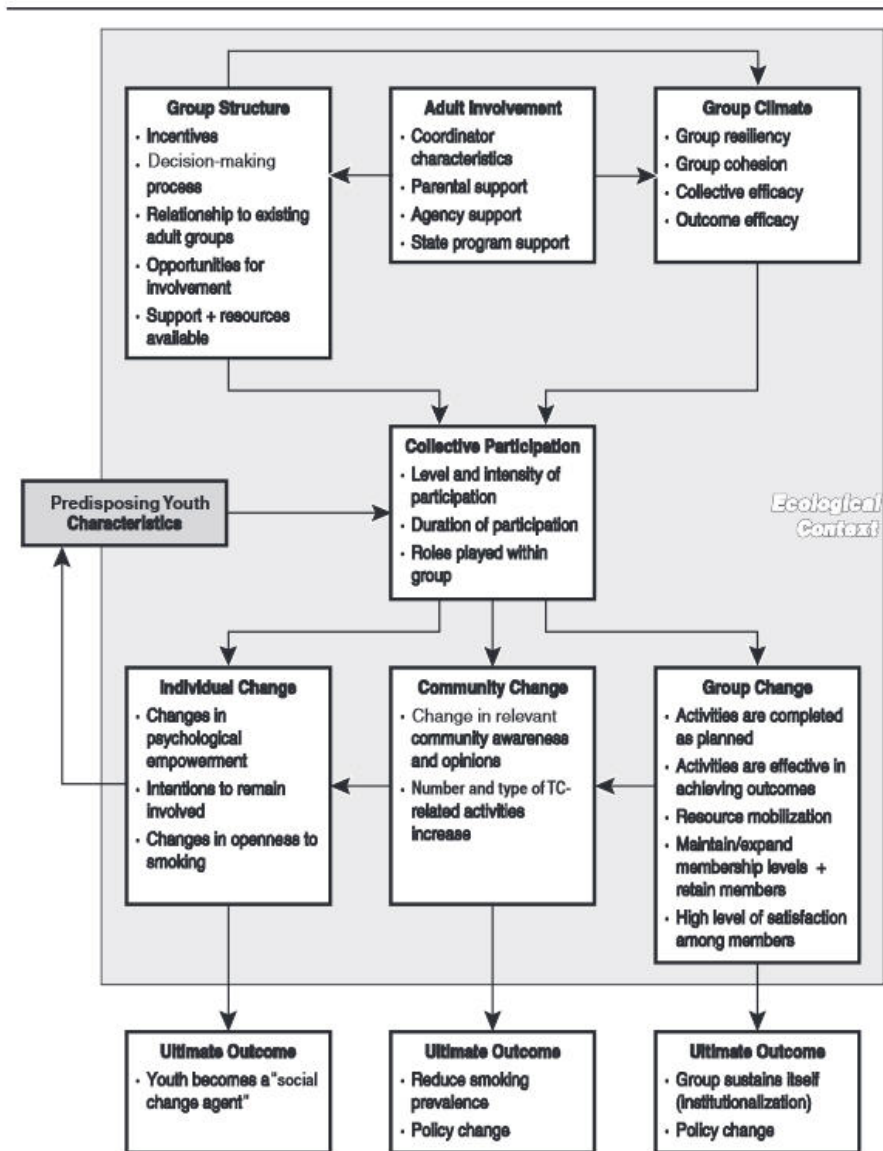 Group Structure
· Incentives
· Decision-making
process
· Relationship to existing
adult groups
· Opportunities for
involvement
· Support + resources
available
Adult Involvement
· Coordinator
characteristics
· Parental support
· Agency support
· State program support
Group Climate
· Group resiliency
· Group cohesion
· Collective efficacy
· Outcome efficacy
Collective Participation
· Level and intensity of
participation
· Duration of participation
· Roles played within
group
Predisposing Youth
Characteristics
Ecological
Context
Individual Change
· Changes in
psychological
empowerment
· Intentions to remain
involved
· Changes in openness to
smoking
Community Change
· Change in relevant
community awareness
and opinions
· Number and type of TC-
related activities
increase
Group Change
· Activities are completed
as planned
· Activities are effective in
achieving outcomes
· Resource mobilization
· Maintain/expand
membership levels +
retain members
· High level of satisfaction
among members
Ultimate Outcome
· Youth becomes a "social
change agent"
Ultimate Outcome
· Reduce smoking
prevalence
· Policy change
Ultimate Outcome
· Group sustains itself
(institutionalization)
· Policy change